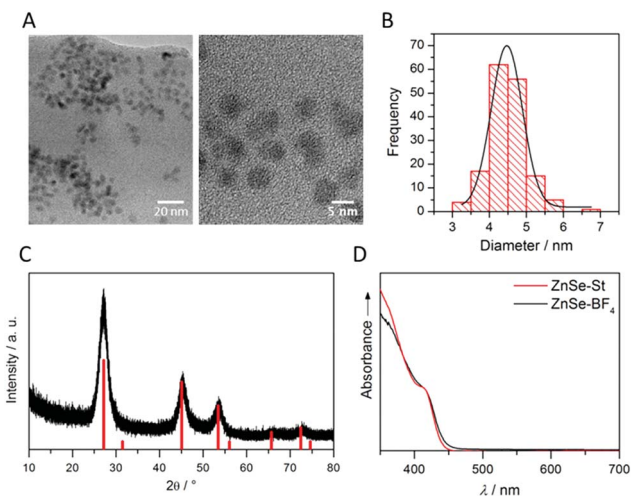 A
20 nm
5 nm
B
Frequency
70
60
50
40
30
20
10
0
3 4 5 6 7
Diameter / nm
C
Intensity / a. u.
10 20 30 40 50 60 70 80
2θ / °
D
Absorbance
ZnSe-St
ZnSe-BF₄
400 500 600 700
λ / nm